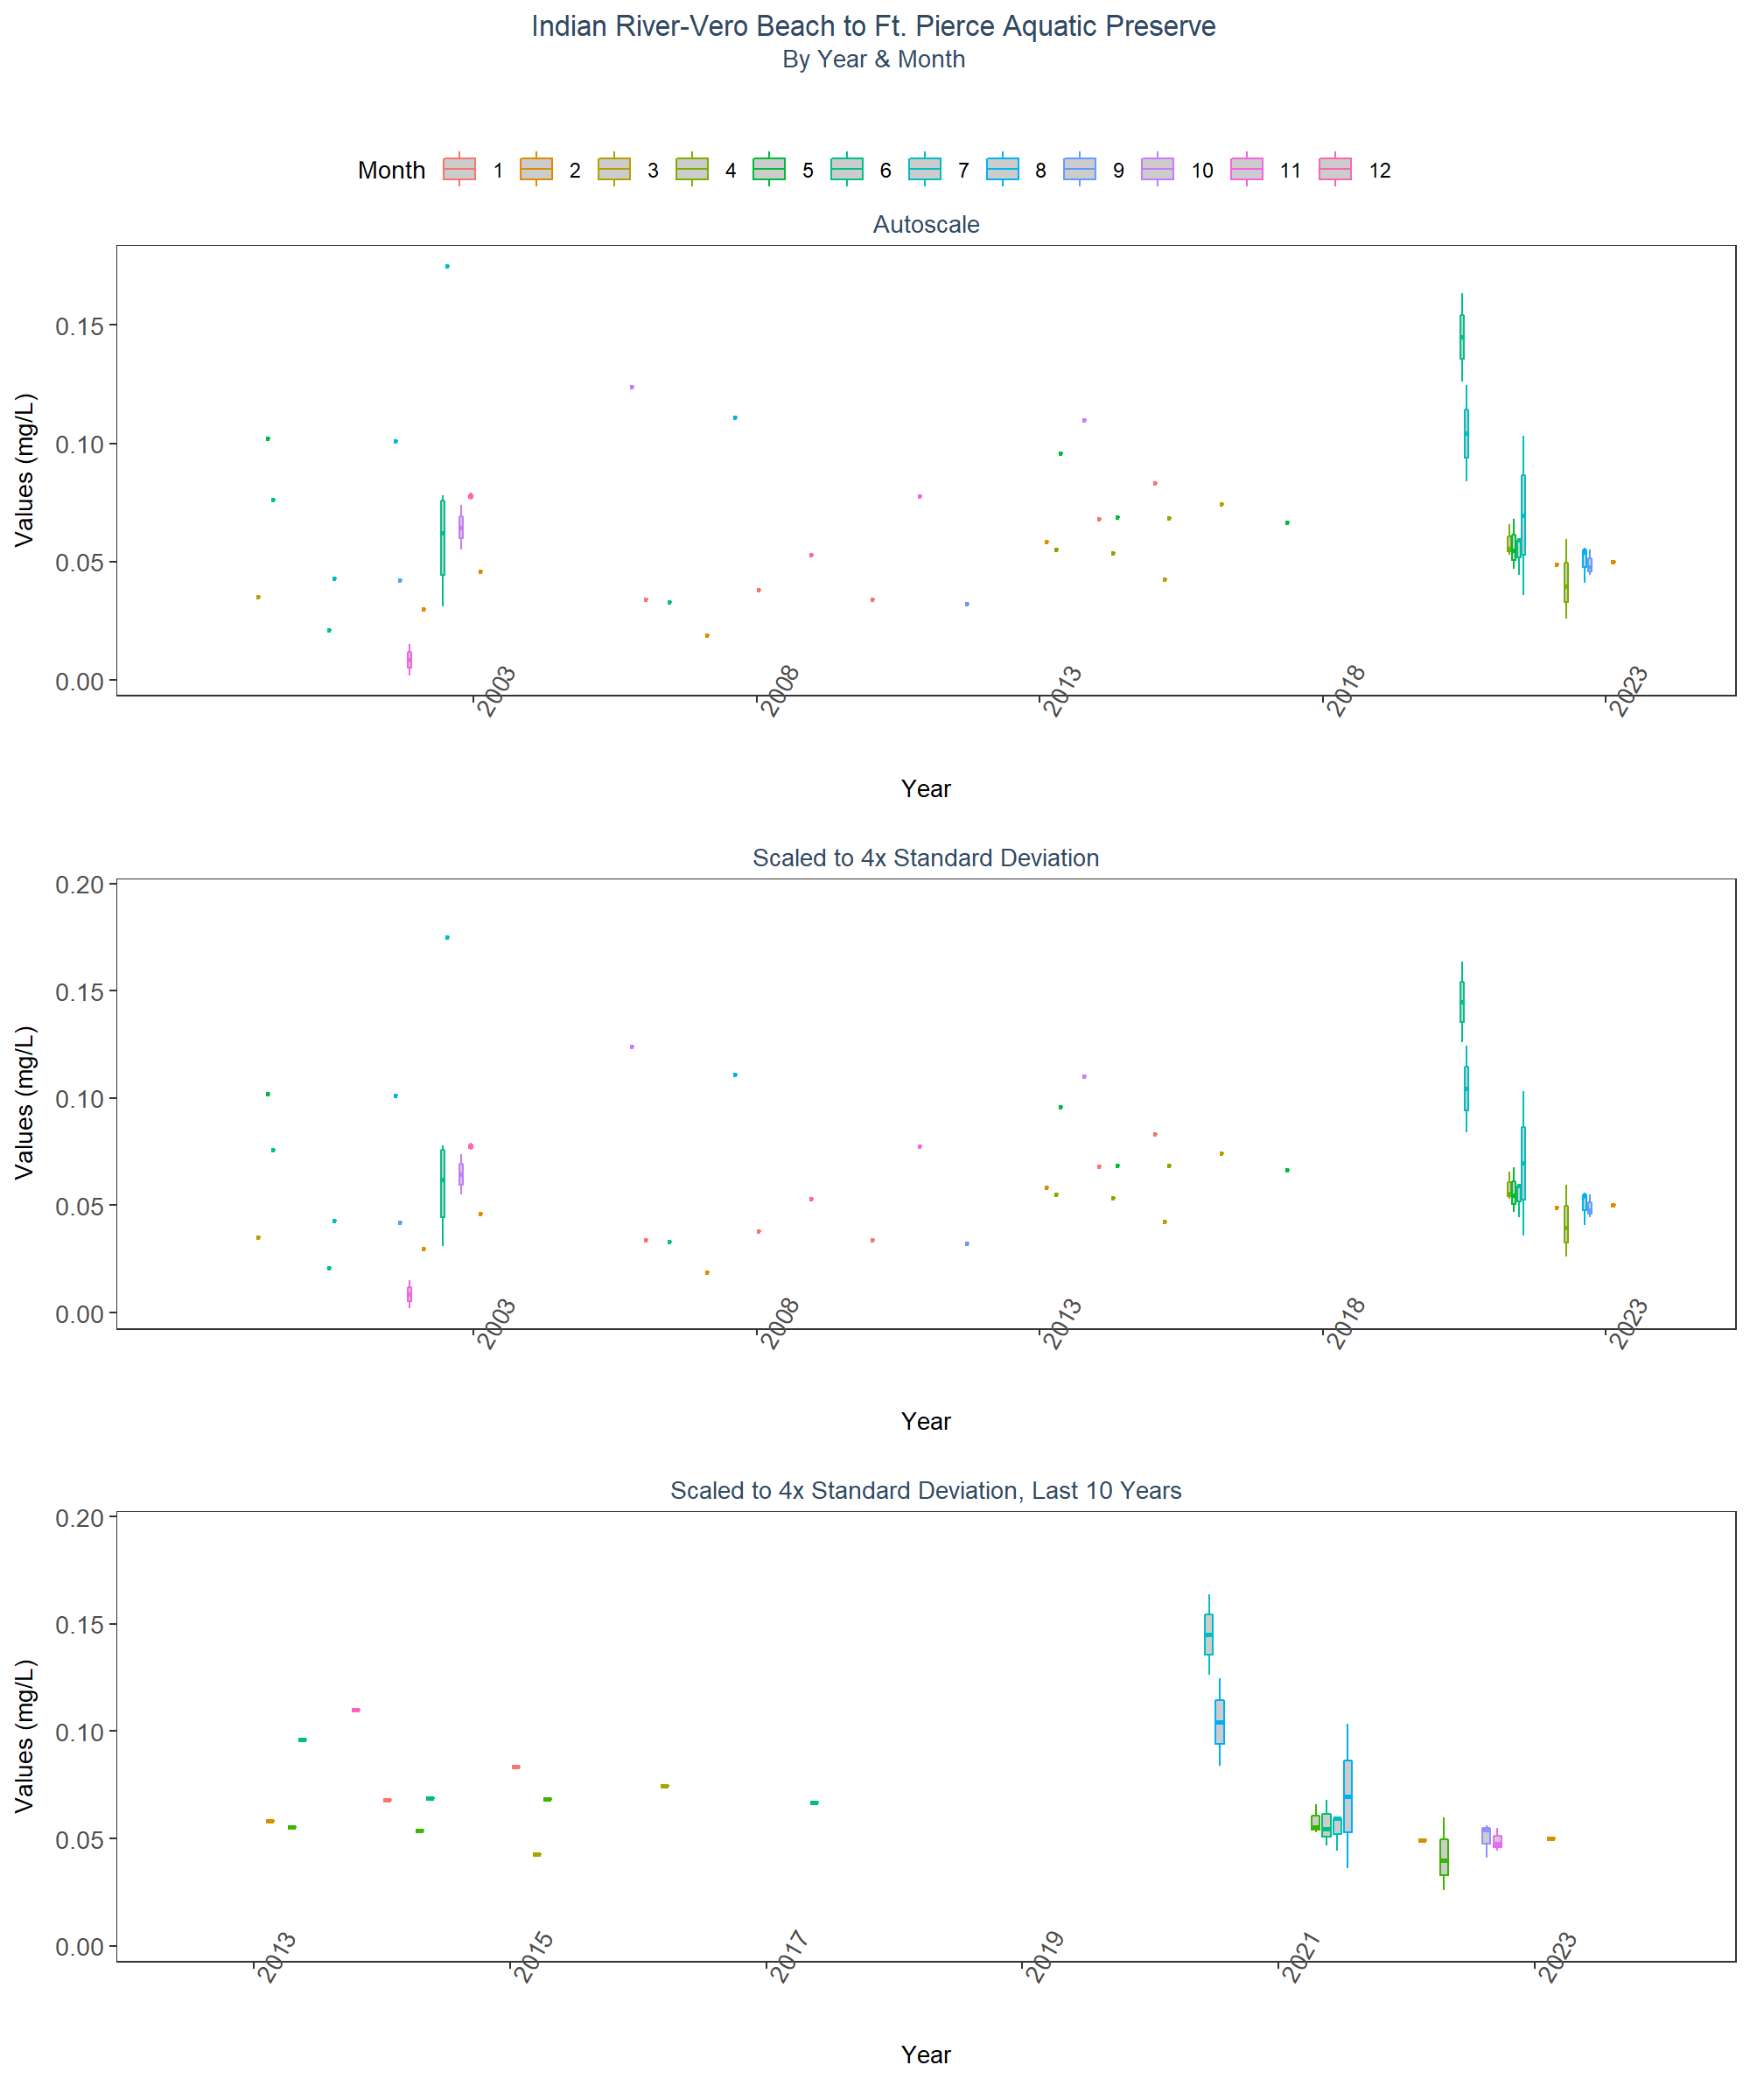 Indian River-Vero Beach to Ft. Pierce Aquatic Preserve
By Year & Month
Month 1 2 3 4 5 6 7 8 9 10 11 12
Autoscale
Values (mg/L)
0.15
0.10
0.05
0.00
2003 2008 2013 2018 2023
Year
Scaled to 4x Standard Deviation
Values (mg/L)
0.20
0.15
0.10
0.05
0.00
2003 2008 2013 2018 2023
Year
Scaled to 4x Standard Deviation, Last 10 Years
Values (mg/L)
0.20
0.15
0.10
0.05
0.00
2013 2015 2017 2019 2021 2023
Year